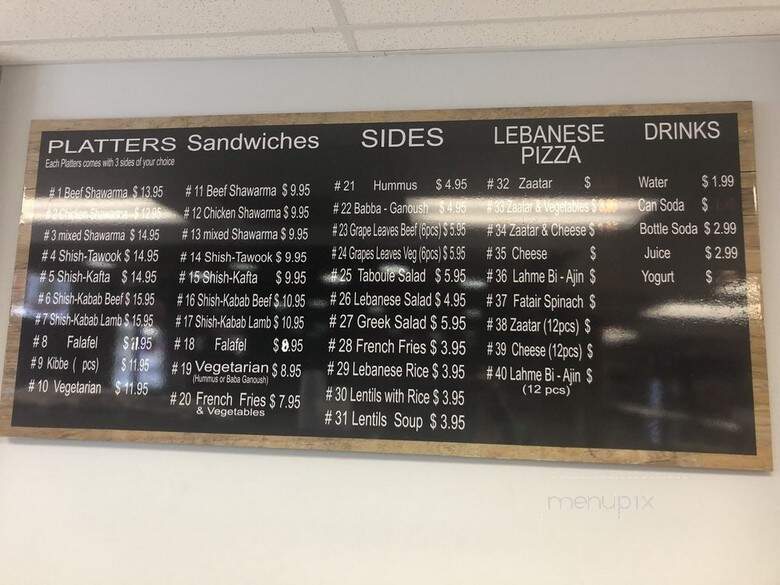 PLATTERS
Each Platters comes with 3 sides of your choice
# 1 Beef Shawarma $ 13.95
# 2 Chicken Shawarma $ 12.95
# 3 mixed Shawarma $ 14.95
# 4 Shish-Tawook $ 14.95
# 5 Shish-Kafta $ 14.95
# 6 Shish-Kabab Beef $ 15.95
# 7 Shish-Kabab Lamb $ 15.95
# 8 Falafel $ 11.95
# 9 Kibbe ( pcs) $ 11.95
# 10 Vegetarian $ 11.95
Sandwiches
# 11 Beef Shawarma $ 9.95
# 12 Chicken Shawarma $ 9.95
# 13 mixed Shawarma $ 9.95
# 14 Shish-Tawook $ 9.95
# 15 Shish-Kafta $ 9.95
# 16 Shish-Kabab Beef $ 10.95
# 17 Shish-Kabab Lamb $ 10.95
# 18 Falafel $ 8.95
# 19 Vegetarian $ 8.95
(Hummus or Baba Ganoush)
# 20 French Fries $ 7.95
& Vegetables
SIDES
# 21 Hummus $ 4.95
# 22 Babba - Ganoush $ 4.95
# 23 Grape Leaves Beef (6pcs) $ 5.95
# 24 Grapes Leaves Veg (6pcs) $ 5.95
# 25 Taboule Salad $ 5.95
# 26 Lebanese Salad $ 4.95
# 27 Greek Salad $ 5.95
# 28 French Fries $ 3.95
# 29 Lebanese Rice $ 3.95
# 30 Lentils with Rice $ 3.95
# 31 Lentils Soup $ 3.95
LEBANESE
PIZZA
# 32 Zaatar $
# 33 Zaatar & Vegetables $
# 34 Zaatar & Cheese $
# 35 Cheese $
# 36 Lahme Bi - Ajin $
# 37 Fatair Spinach $
# 38 Zaatar (12pcs) $
# 39 Cheese (12pcs) $
# 40 Lahme Bi - Ajin $
(12 pcs)
DRINKS
Water $ 1.99
Can Soda $
Bottle Soda $ 2.99
Juice $ 2.99
Yogurt $
menupix